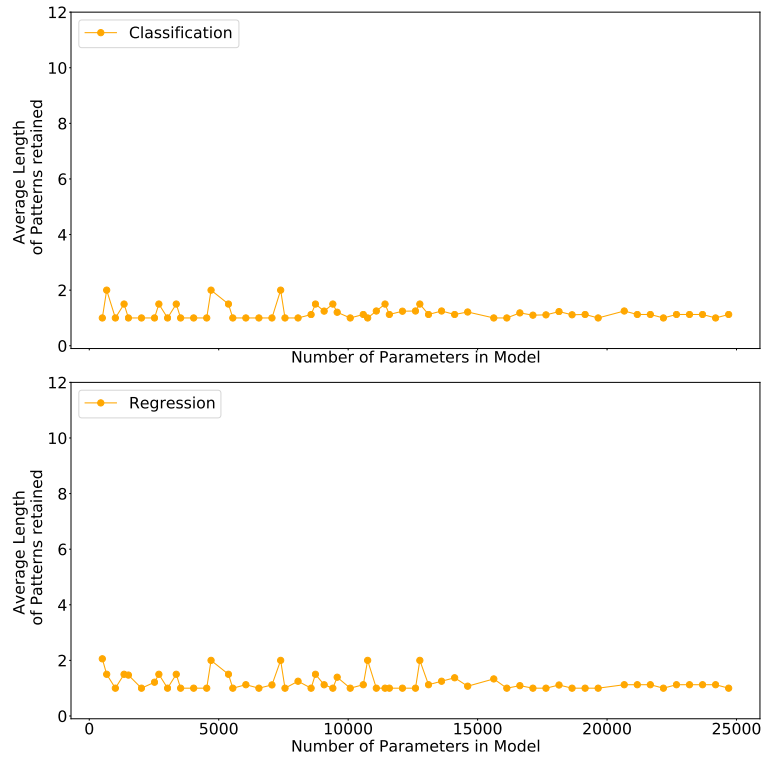 12
Classification
10
8
6
4
2
0
Average Length
of Patterns retained
Number of Parameters in Model
12
Regression
10
8
6
4
2
0
Average Length
of Patterns retained
0 5000 10000 15000 20000 25000
Number of Parameters in Model